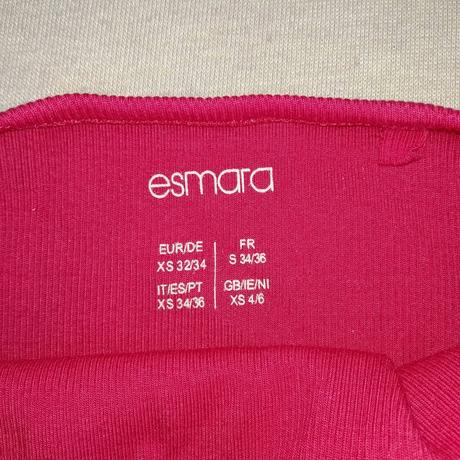 esmara
EUR/DE
XS 32/34
FR
S 34/36
IT/ES/PT
XS 34/36
GB/IE/NI
XS 4/6